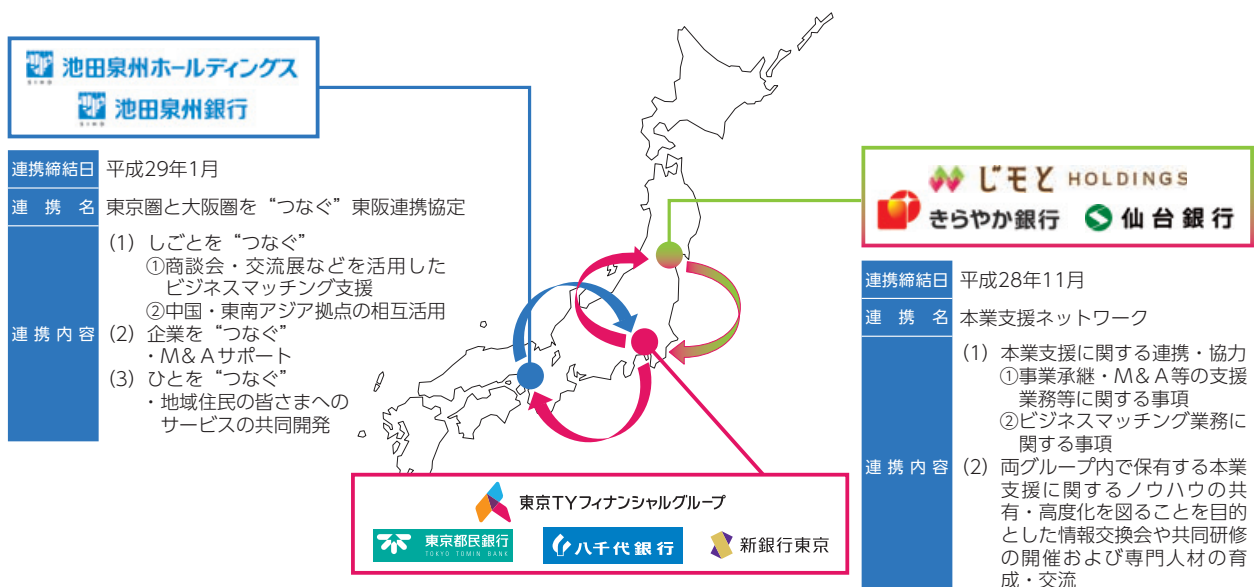 池田泉州ホールディングス
池田泉州銀行
連携締結日 平成29年1月
連携名 東京圏と大阪圏を“つなぐ”東阪連携協定
連携内容
(1) しごとを“つなぐ”
①商談会・交流展などを活用した
ビジネスマッチング支援
②中国・東南アジア拠点の相互活用
(2) 企業を“つなぐ”
・M&Aサポート
(3) ひとを“つなぐ”
・地域住民の皆さまへの
サービスの共同開発
じモとHOLDINGS
きらやか銀行 仙台銀行
連携締結日 平成28年11月
連携名 本業支援ネットワーク
連携内容
(1) 本業支援に関する連携・協力
①事業承継・M&A等の支援
業務等に関する事項
②ビジネスマッチング業務に
関する事項
(2) 両グループ内で保有する本業
支援に関するノウハウの共
有・高度化を図ることを目的
とした情報交換会や共同研修
の開催および専門人材の育
成・交流
東京TYフィナンシャルグループ
東京都民銀行
TOKYO TOMIN BANK
八千代銀行
新銀行東京